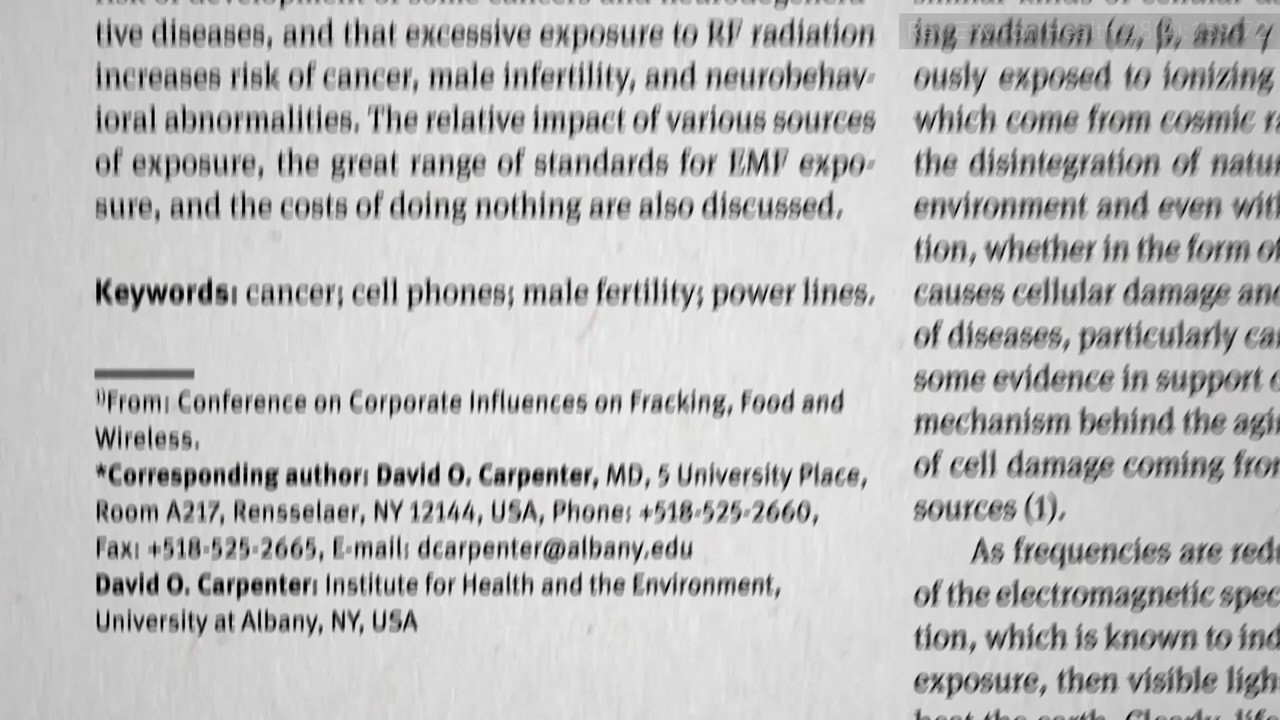 tive diseases, and that excessive exposure to RF radiation
increases risk of cancer, male infertility, and neurobehav-
ioral abnormalities. The relative impact of various sources
of exposure, the great range of standards for EMF expo-
sure, and the costs of doing nothing are also discussed.
Keywords: cancer; cell phones; male fertility; power lines.
¹⁾From: Conference on Corporate Influences on Fracking, Food and
Wireless.
*Corresponding author: David O. Carpenter, MD, 5 University Place,
Room A217, Rensselaer, NY 12144, USA, Phone: +518-525-2660,
Fax: +518-525-2665, E-mail: dcarpenter@albany.edu
David O. Carpenter: Institute for Health and the Environment,
University at Albany, NY, USA
ing radiation (α, β, and γ
ously exposed to ionizing
which come from cosmic
the disintegration of
environment and even
tion, whether in the form of
causes cellular damage
of diseases, particularly
some evidence in support
mechanism behind the
of cell damage coming
sources (1).
As frequencies are
of the electromagnetic
tion, which is known to
exposure, then visible